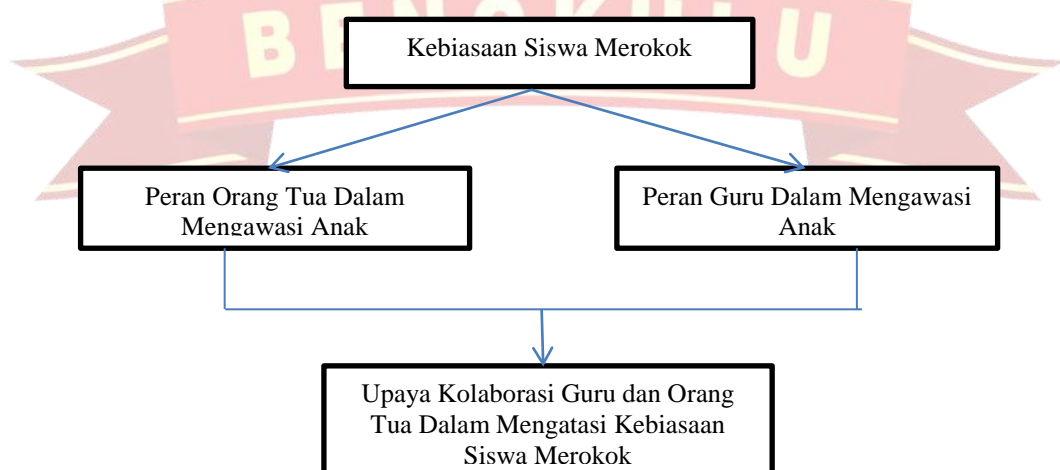 BENGKULU
Kebiasaan Siswa Merokok
Peran Orang Tua Dalam
Mengawasi Anak
Peran Guru Dalam Mengawasi
Anak
Upaya Kolaborasi Guru dan Orang
Tua Dalam Mengatasi Kebiasaan
Siswa Merokok